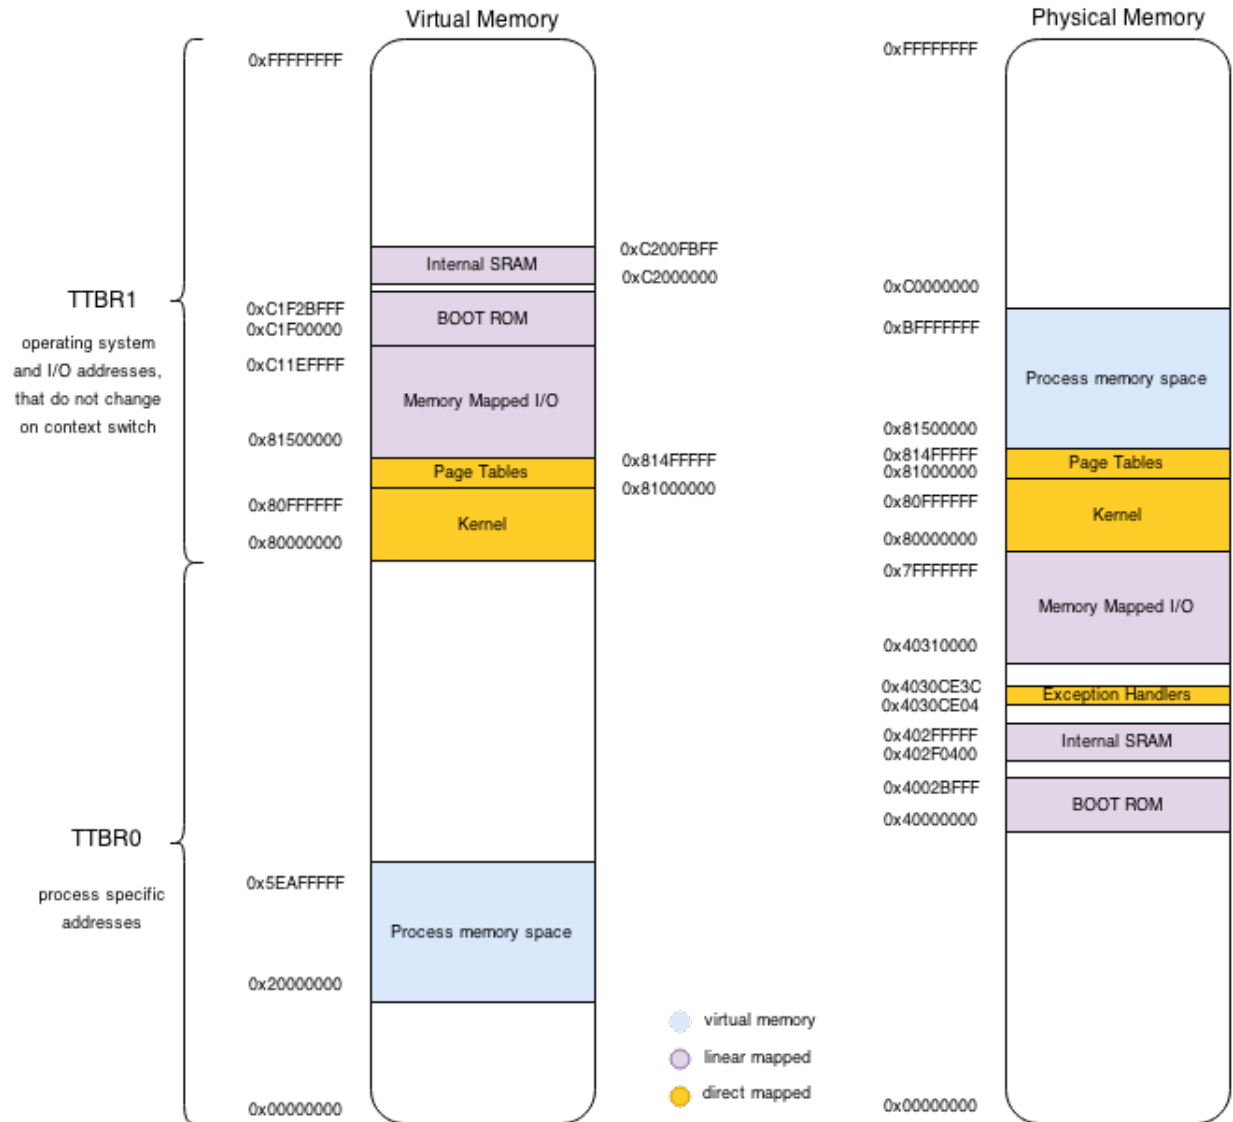 Virtual Memory
Physical Memory
0xFFFFFFFF
0xFFFFFFFF
Internal SRAM
0xC200FBFF
0xC2000000
0xC0000000
TTBR1
operating system
and I/O addresses,
that do not change
on context switch
0xC1F2BFFF
0xC1F00000
BOOT ROM
0xBFFFFFFF
0xC11EFFFF
Memory Mapped I/O
Process memory space
0x81500000
0x81500000
Page Tables
0x814FFFFF
0x81000000
0x814FFFFF
0x81000000
Page Tables
0x80FFFFFF
Kernel
0x80000000
0x80FFFFFF
Kernel
0x80000000
0x7FFFFFFF
Memory Mapped I/O
0x40310000
0x4030CE3C
0x4030CE04
Exception Handlers
0x402FFFFF
0x402F0400
Internal SRAM
0x4002BFFF
BOOT ROM
0x40000000
TTBR0
process specific
addresses
0x5EAFFFFF
Process memory space
0x20000000
virtual memory
linear mapped
direct mapped
0x00000000
0x00000000